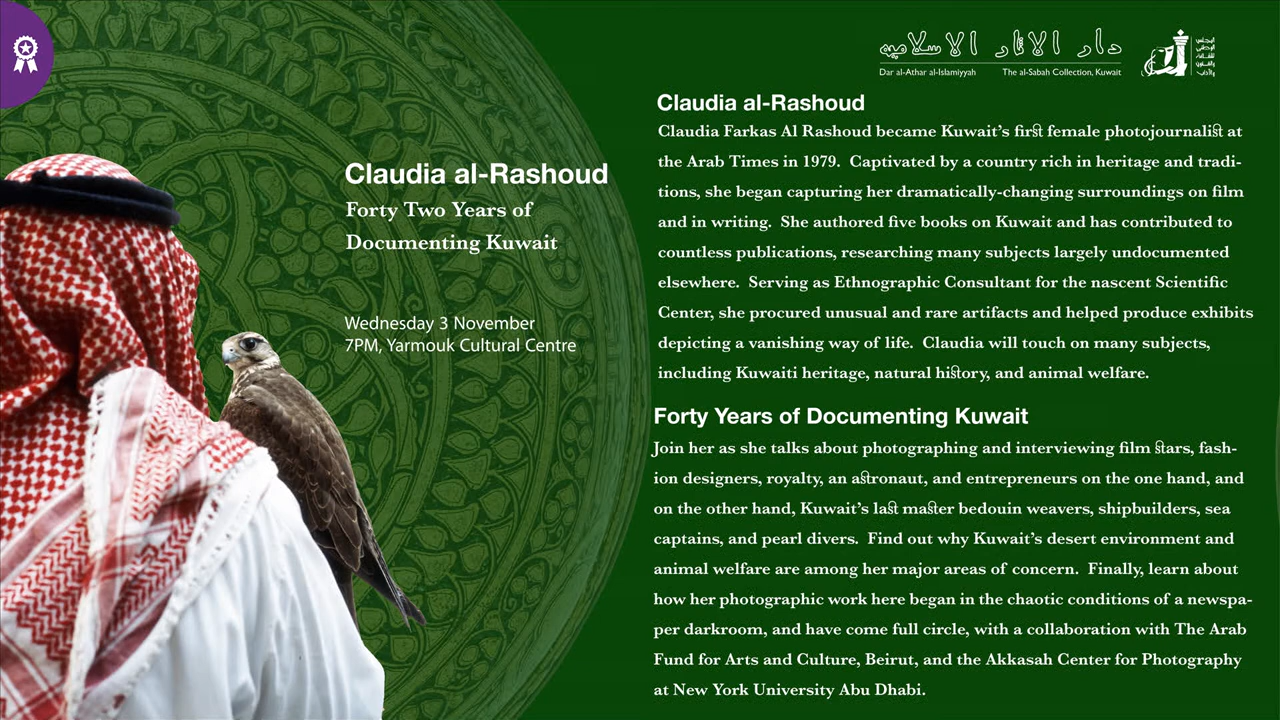 دار الآثار الاسلاميه
Dar al-Athar al-Islamiyyah The al-Sabah Collection, Kuwait
المجلس
الوطني
للثقافة
والفنون
والآداب
Claudia al-Rashoud
Forty Two Years of
Documenting Kuwait
Wednesday 3 November
7PM, Yarmouk Cultural Centre
Claudia al-Rashoud
Claudia Farkas Al Rashoud became Kuwait’s first female photojournalist at
the Arab Times in 1979. Captivated by a country rich in heritage and tradi-
tions, she began capturing her dramatically-changing surroundings on film
and in writing. She authored five books on Kuwait and has contributed to
countless publications, researching many subjects largely undocumented
elsewhere. Serving as Ethnographic Consultant for the nascent Scientific
Center, she procured unusual and rare artifacts and helped produce exhibits
depicting a vanishing way of life. Claudia will touch on many subjects,
including Kuwaiti heritage, natural history, and animal welfare.
Forty Years of Documenting Kuwait
Join her as she talks about photographing and interviewing film stars, fash-
ion designers, royalty, an astronaut, and entrepreneurs on the one hand, and
on the other hand, Kuwait’s last master bedouin weavers, shipbuilders, sea
captains, and pearl divers. Find out why Kuwait’s desert environment and
animal welfare are among her major areas of concern. Finally, learn about
how her photographic work here began in the chaotic conditions of a newspa-
per darkroom, and have come full circle, with a collaboration with The Arab
Fund for Arts and Culture, Beirut, and the Akkasah Center for Photography
at New York University Abu Dhabi.